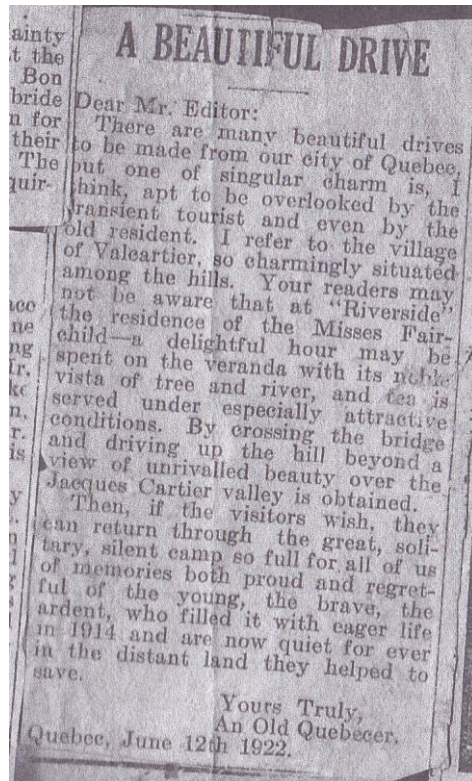 ainty
t the
Bon
bride
n for
their
The
quir-
A BEAUTIFUL DRIVE
Dear Mr. Editor:
There are many beautiful drives
to be made from our city of Quebec,
but one of singular charm is, I
think, apt to be overlooked by the
transient tourist and even by the
old resident. I refer to the village
of Valcartier, so charmingly situated
among the hills. Your readers may
not be aware that at "Riverside"
the residence of the Misses Fair-
child—a delightful hour may be
spent on the veranda with its noble
vista of tree and river, and tea is
served under especially attractive
conditions. By crossing the bridge
and driving up the hill beyond a
view of unrivalled beauty over the
Jacques Cartier valley is obtained.
Then, if the visitors wish, they
can return through the great, soli-
tary, silent camp so full for all of us
of memories both proud and regret-
ful of the young, the brave, the
ardent, who filled it with eager life
in 1914 and are now quiet for ever
in the distant land they helped to
save.
Yours Truly,
An Old Quebecer.
Quebec, June 12th 1922.